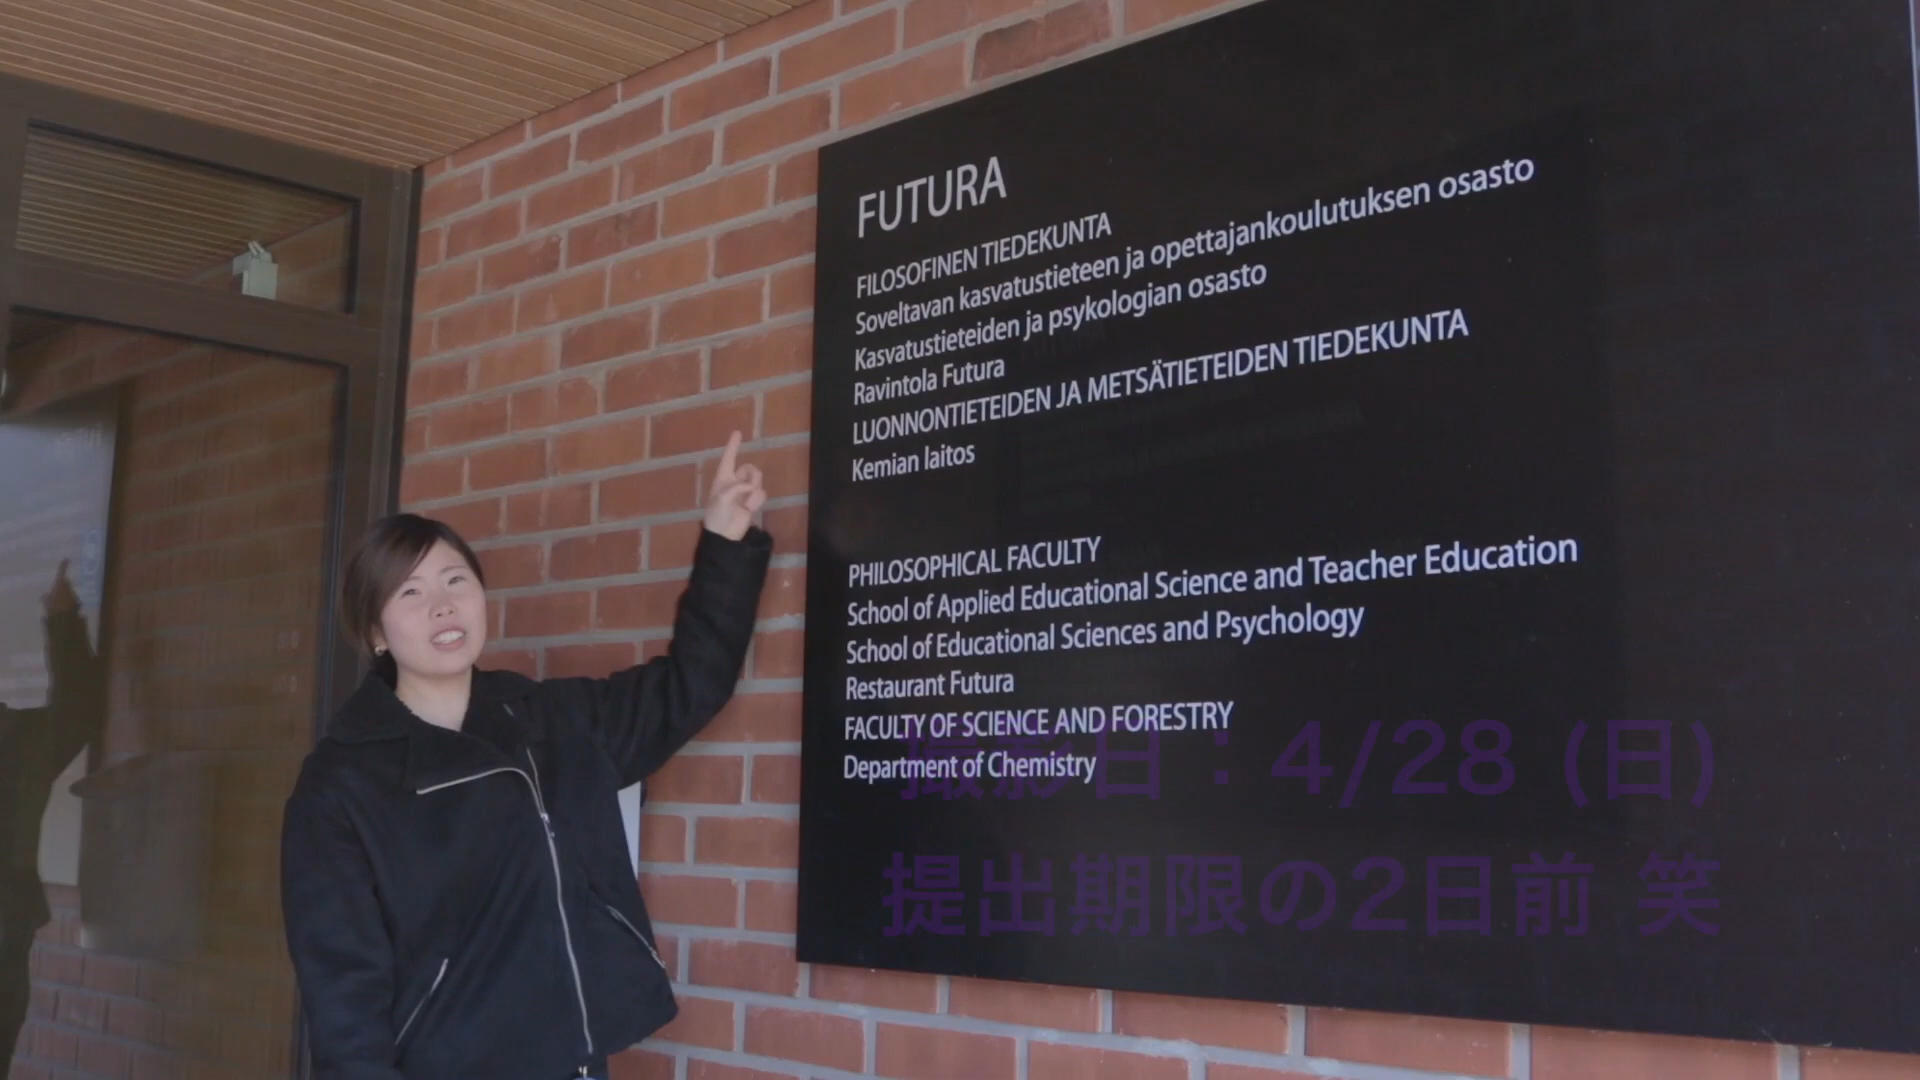 FUTURA
FILOSOFINEN TIEDEKUNTA
Soveltavan kasvatustieteen ja opettajankoulutuksen osasto
Kasvatustieteiden ja psykologian osasto
Ravintola Futura
LUONNONTIETEIDEN JA METSÄTIETEIDEN TIEDEKUNTA
Kemian laitos
PHILOSOPHICAL FACULTY
School of Applied Educational Science and Teacher Education
School of Educational Sciences and Psychology
Restaurant Futura
FACULTY OF SCIENCE AND FORESTRY
Department of Chemistry
撮影日：4/28 (日)
提出期限の2日前 笑